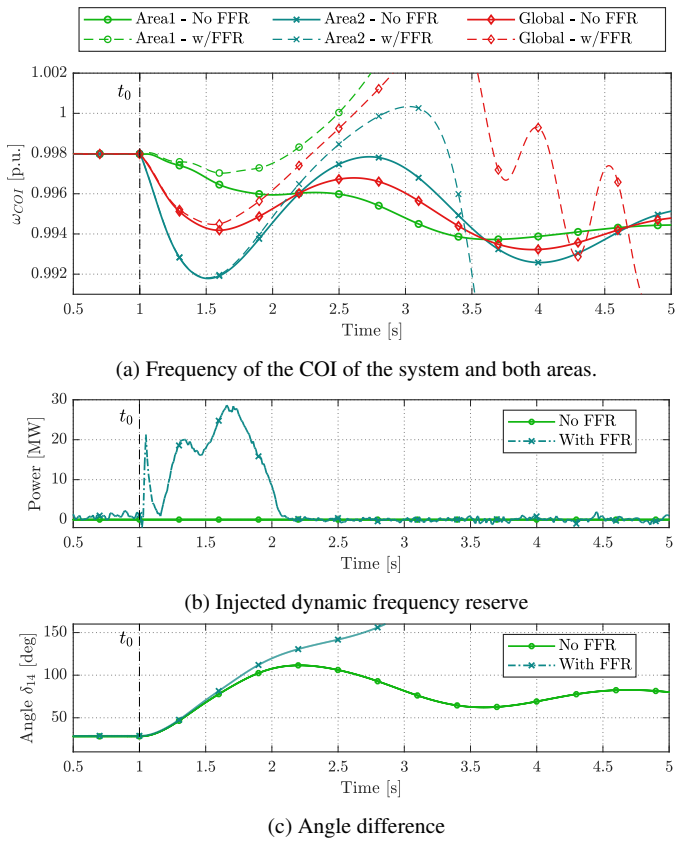 Area1 - No FFR Area2 - No FFR Global - No FFR
Area1 - w/FFR Area2 - w/FFR Global - w/FFR
1.002
1
0.998
0.996
0.994
0.992
ω_COI [p.u.]
t₀
0.5 1 1.5 2 2.5 3 3.5 4 4.5 5
Time [s]
(a) Frequency of the COI of the system and both areas.
30
20
10
0
Power [MW]
t₀
No FFR
With FFR
0.5 1 1.5 2 2.5 3 3.5 4 4.5 5
Time [s]
(b) Injected dynamic frequency reserve
150
100
50
Angle δ₁₄ [deg]
t₀
No FFR
With FFR
0.5 1 1.5 2 2.5 3 3.5 4 4.5 5
Time [s]
(c) Angle difference